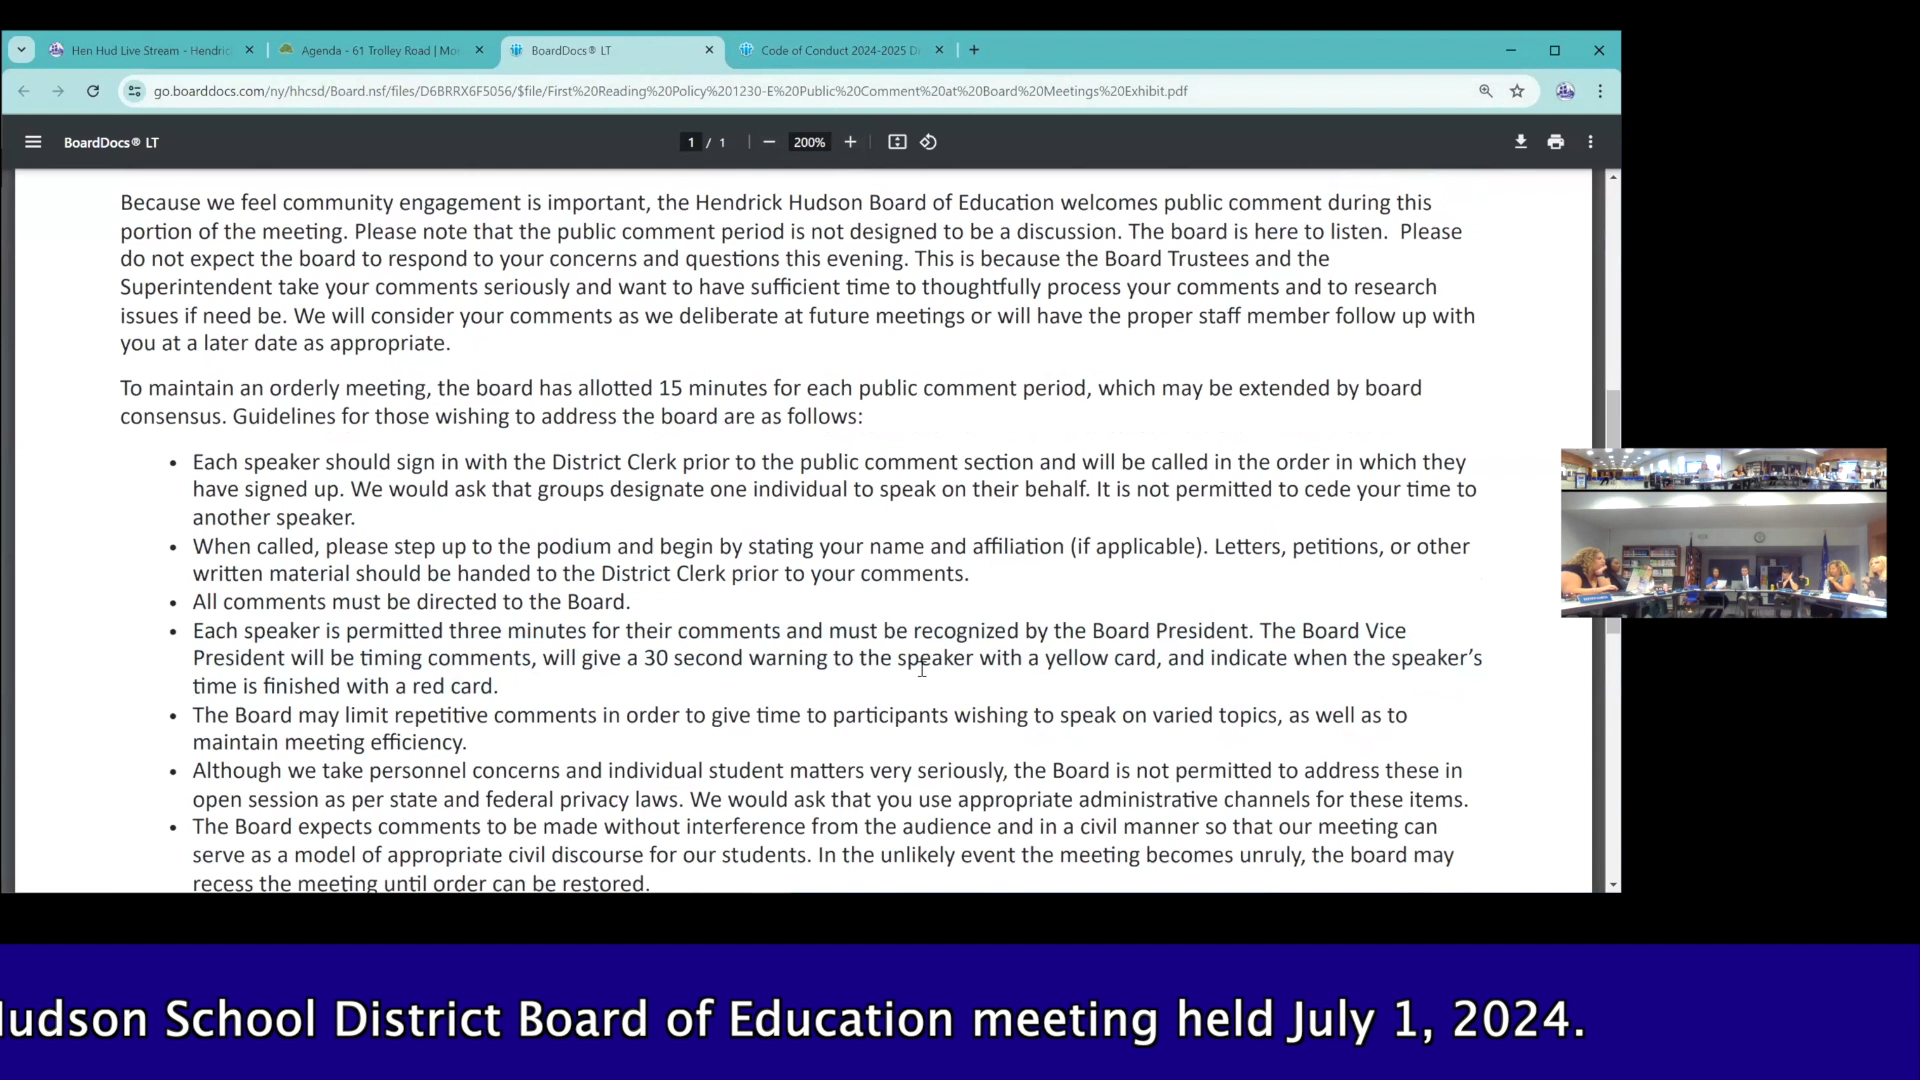 Hen Hud Live Stream - Hendric
Agenda - 61 Trolley Road | Mo
BoardDocs® LT
Code of Conduct 2024-2025 D
go.boarddocs.com/ny/hhcsd/Board.nsf/files/D6BRRX6F5056/$file/First%20Reading%20Policy%201230-E%20Public%20Comment%20at%20Board%20Meetings%20Exhibit.pdf
BoardDocs® LT
1 / 1
200%
Because we feel community engagement is important, the Hendrick Hudson Board of Education welcomes public comment during this
portion of the meeting. Please note that the public comment period is not designed to be a discussion. The board is here to listen. Please
do not expect the board to respond to your concerns and questions this evening. This is because the Board Trustees and the
Superintendent take your comments seriously and want to have sufficient time to thoughtfully process your comments and to research
issues if need be. We will consider your comments as we deliberate at future meetings or will have the proper staff member follow up with
you at a later date as appropriate.
To maintain an orderly meeting, the board has allotted 15 minutes for each public comment period, which may be extended by board
consensus. Guidelines for those wishing to address the board are as follows:
• Each speaker should sign in with the District Clerk prior to the public comment section and will be called in the order in which they
have signed up. We would ask that groups designate one individual to speak on their behalf. It is not permitted to cede your time to
another speaker.
• When called, please step up to the podium and begin by stating your name and affiliation (if applicable). Letters, petitions, or other
written material should be handed to the District Clerk prior to your comments.
• All comments must be directed to the Board.
• Each speaker is permitted three minutes for their comments and must be recognized by the Board President. The Board Vice
President will be timing comments, will give a 30 second warning to the speaker with a yellow card, and indicate when the speaker's
time is finished with a red card.
• The Board may limit repetitive comments in order to give time to participants wishing to speak on varied topics, as well as to
maintain meeting efficiency.
• Although we take personnel concerns and individual student matters very seriously, the Board is not permitted to address these in
open session as per state and federal privacy laws. We would ask that you use appropriate administrative channels for these items.
• The Board expects comments to be made without interference from the audience and in a civil manner so that our meeting can
serve as a model of appropriate civil discourse for our students. In the unlikely event the meeting becomes unruly, the board may
recess the meeting until order can be restored.
Hudson School District Board of Education meeting held July 1, 2024.